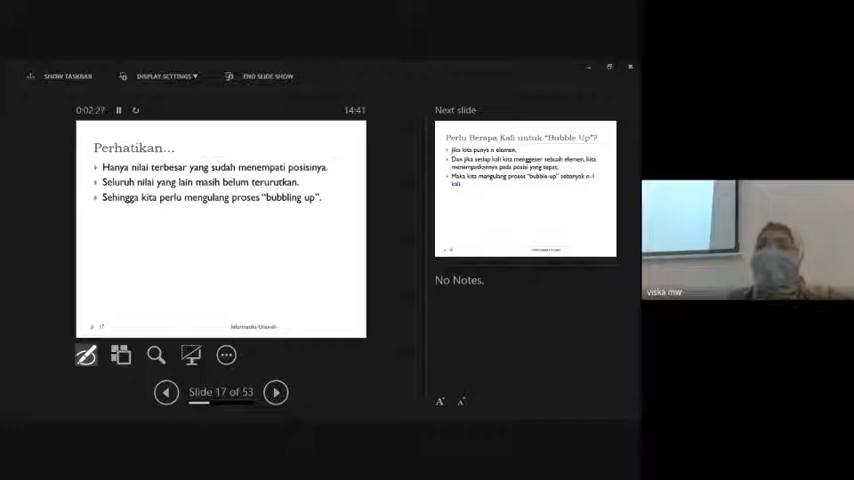 SHOW TASKBAR
DISPLAY SETTINGS ▼
END SLIDE SHOW
0:02:27
14:41
Perhatikan...
Hanya nilai terbesar yang sudah menempati posisinya.
Seluruh nilai yang lain masih belum terurutkan.
Sehingga kita perlu mengulang proses “bubbling up”.
17
Informatika Unsyiah
Slide 17 of 53
Next slide
Perlu Berapa Kali untuk “Bubble Up”?
Jika kita punya n elemen,
Dan jika setiap kali kita menggeser sebuah elemen, kita
menempatkannya pada posisi yang tepat.
Maka kita mengulang proses “bubble-up” sebanyak n-1
kali.
No Notes.
A A
viska mw